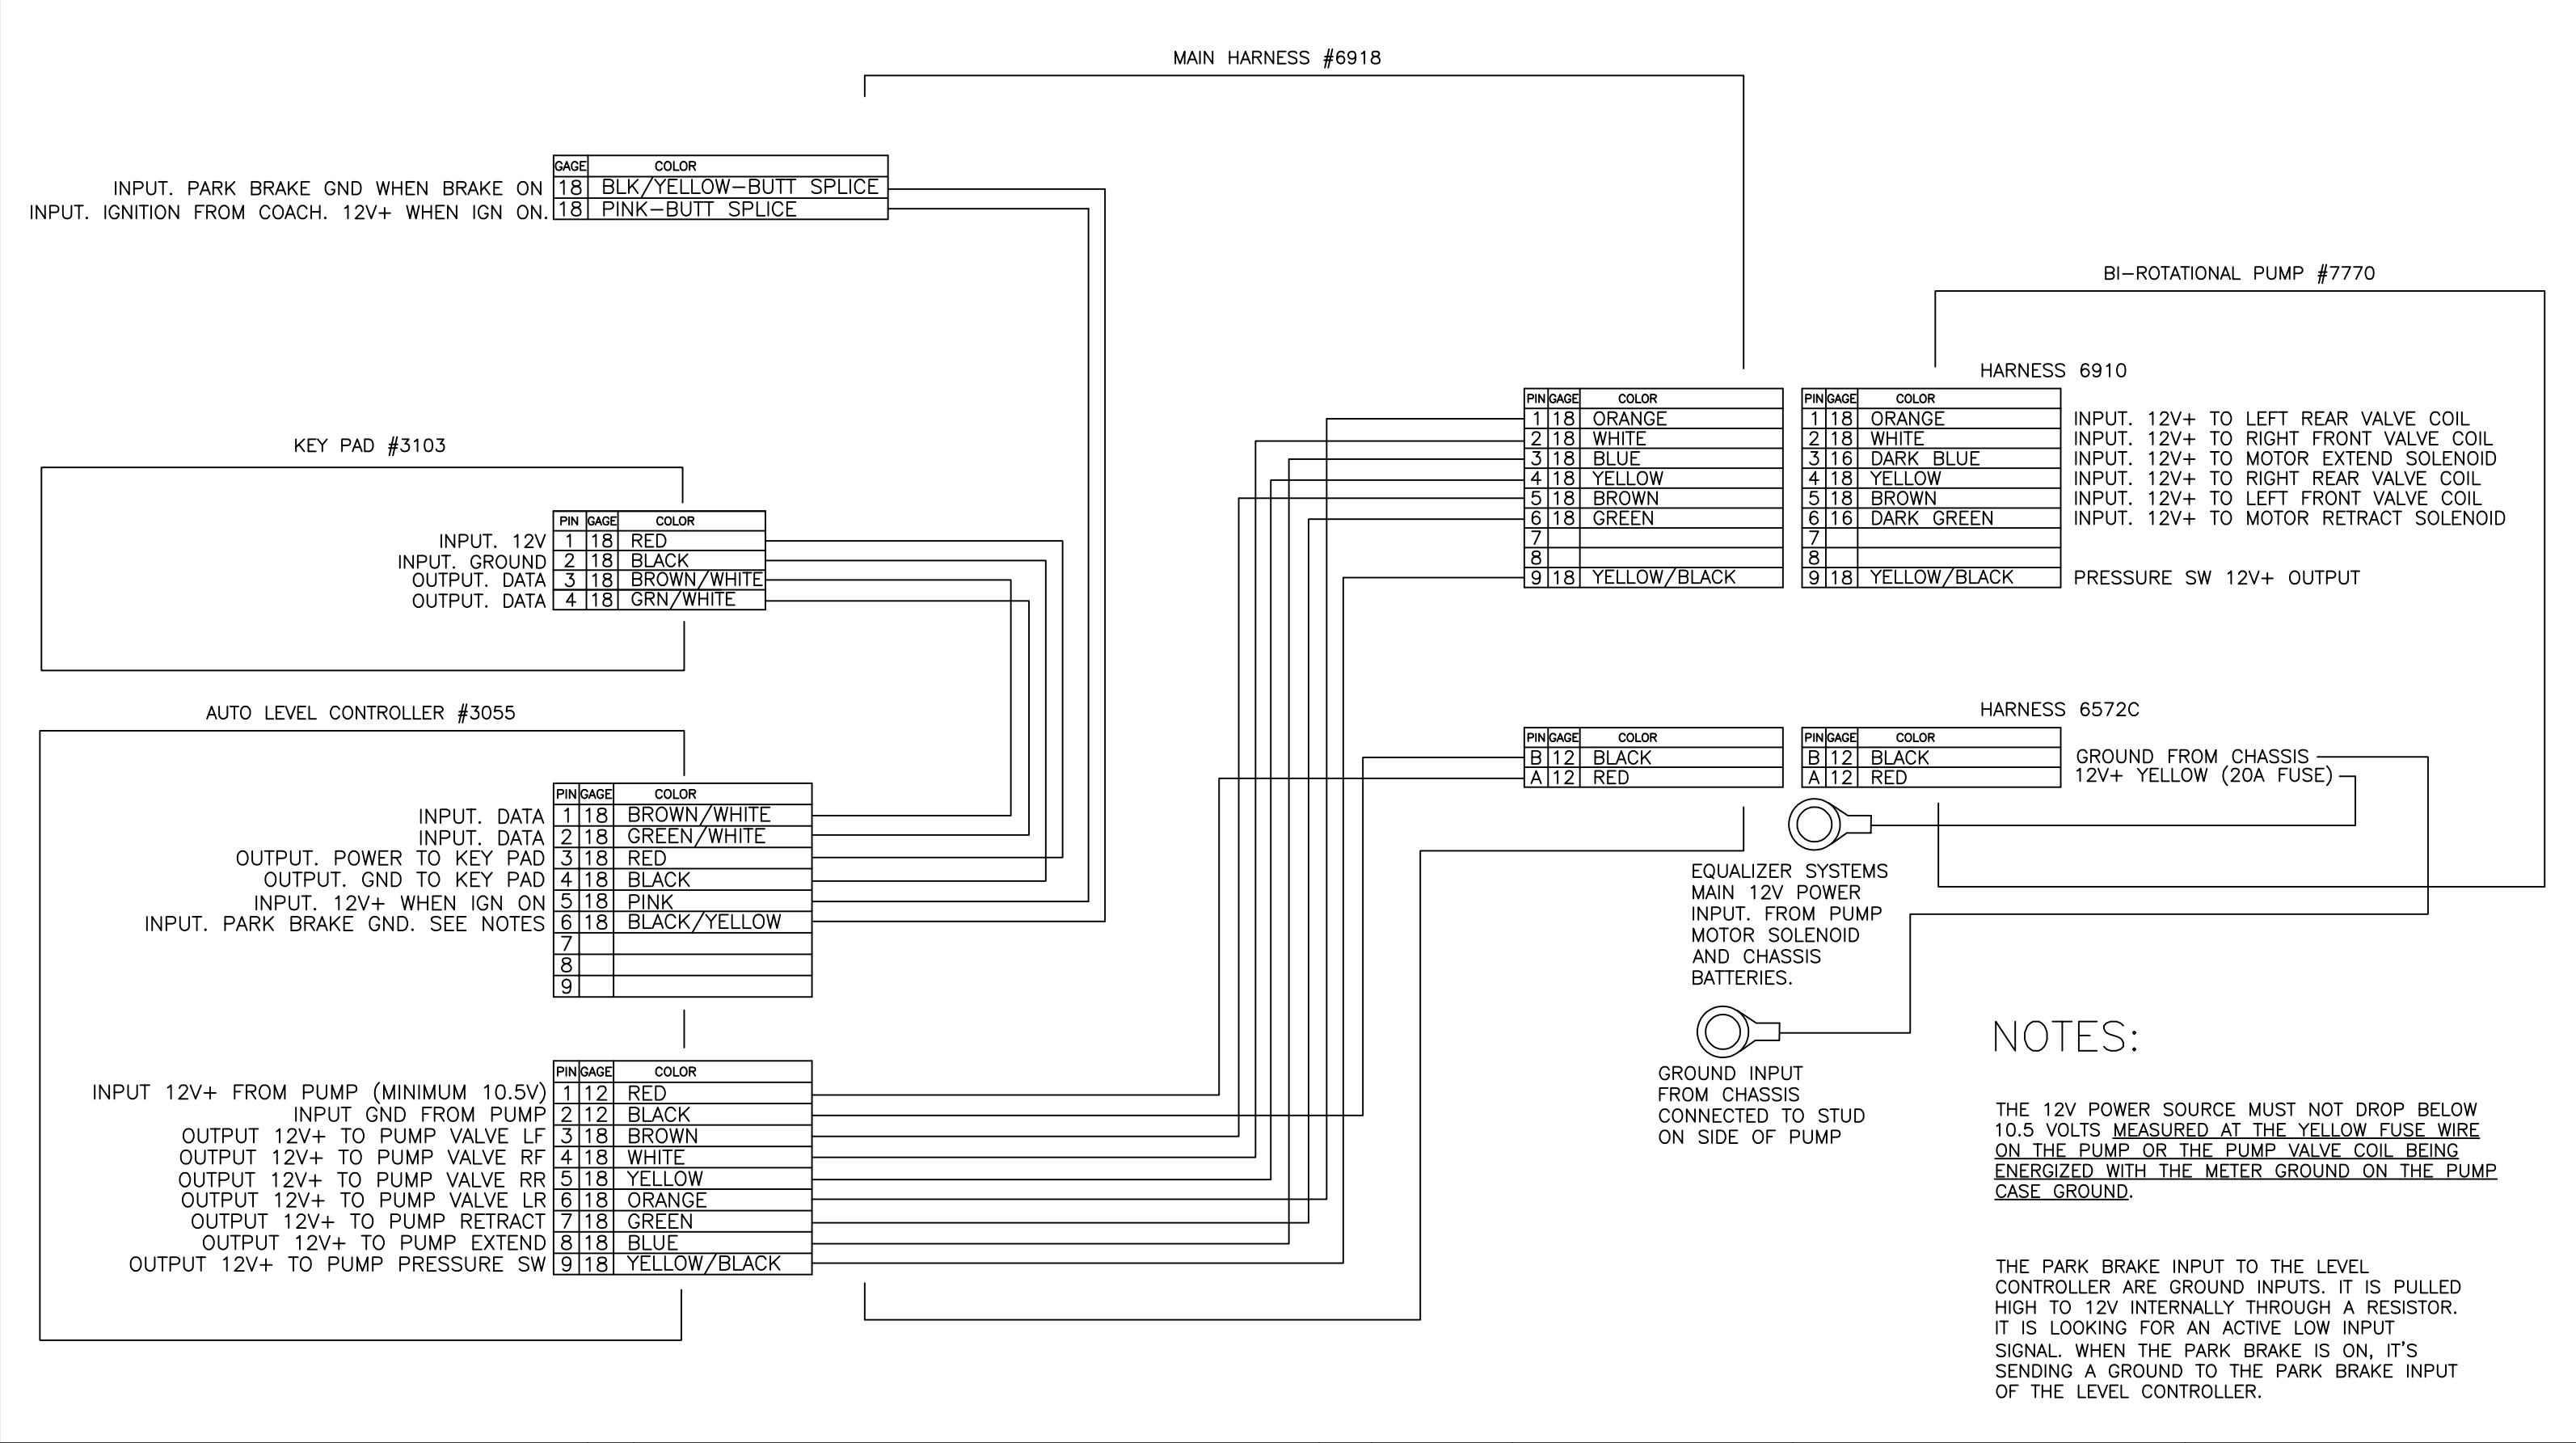 MAIN HARNESS #6918
GAGE COLOR
INPUT. PARK BRAKE GND WHEN BRAKE ON 18 BLK/YELLOW-BUTT SPLICE
INPUT. IGNITION FROM COACH. 12V+ WHEN IGN ON. 18 PINK-BUTT SPLICE
BI-ROTATIONAL PUMP #7770
HARNESS 6910
PIN GAGE COLOR
1 18 ORANGE
2 18 WHITE
3 18 BLUE
4 18 YELLOW
5 18 BROWN
6 18 GREEN
7
8
9 18 YELLOW/BLACK
PIN GAGE COLOR
1 18 ORANGE INPUT. 12V+ TO LEFT REAR VALVE COIL
2 18 WHITE INPUT. 12V+ TO RIGHT FRONT VALVE COIL
3 16 DARK BLUE INPUT. 12V+ TO MOTOR EXTEND SOLENOID
4 18 YELLOW INPUT. 12V+ TO RIGHT REAR VALVE COIL
5 18 BROWN INPUT. 12V+ TO LEFT FRONT VALVE COIL
6 16 DARK GREEN INPUT. 12V+ TO MOTOR RETRACT SOLENOID
7
8
9 18 YELLOW/BLACK PRESSURE SW 12V+ OUTPUT
KEY PAD #3103
PIN GAGE COLOR
INPUT. 12V 1 18 RED
INPUT. GROUND 2 18 BLACK
OUTPUT. DATA 3 18 BROWN/WHITE
OUTPUT. DATA 4 18 GRN/WHITE
AUTO LEVEL CONTROLLER #3055
PIN GAGE COLOR
INPUT. DATA 1 18 BROWN/WHITE
INPUT. DATA 2 18 GREEN/WHITE
OUTPUT. POWER TO KEY PAD 3 18 RED
OUTPUT. GND TO KEY PAD 4 18 BLACK
INPUT. 12V+ WHEN IGN ON 5 18 PINK
INPUT. PARK BRAKE GND. SEE NOTES 6 18 BLACK/YELLOW
7
8
9
PIN GAGE COLOR
INPUT 12V+ FROM PUMP (MINIMUM 10.5V) 1 12 RED
INPUT GND FROM PUMP 2 12 BLACK
OUTPUT 12V+ TO PUMP VALVE LF 3 18 BROWN
OUTPUT 12V+ TO PUMP VALVE RF 4 18 WHITE
OUTPUT 12V+ TO PUMP VALVE RR 5 18 YELLOW
OUTPUT 12V+ TO PUMP VALVE LR 6 18 ORANGE
OUTPUT 12V+ TO PUMP RETRACT 7 18 GREEN
OUTPUT 12V+ TO PUMP EXTEND 8 18 BLUE
OUTPUT 12V+ TO PUMP PRESSURE SW 9 18 YELLOW/BLACK
HARNESS 6572C
PIN GAGE COLOR
B 12 BLACK
A 12 RED
PIN GAGE COLOR
B 12 BLACK GROUND FROM CHASSIS
A 12 RED 12V+ YELLOW (20A FUSE)
EQUALIZER SYSTEMS
MAIN 12V POWER
INPUT. FROM PUMP
MOTOR SOLENOID
AND CHASSIS
BATTERIES.
GROUND INPUT
FROM CHASSIS
CONNECTED TO STUD
ON SIDE OF PUMP
NOTES:
THE 12V POWER SOURCE MUST NOT DROP BELOW
10.5 VOLTS MEASURED AT THE YELLOW FUSE WIRE
ON THE PUMP OR THE PUMP VALVE COIL BEING
ENERGIZED WITH THE METER GROUND ON THE PUMP
CASE GROUND.
THE PARK BRAKE INPUT TO THE LEVEL
CONTROLLER ARE GROUND INPUTS. IT IS PULLED
HIGH TO 12V INTERNALLY THROUGH A RESISTOR.
IT IS LOOKING FOR AN ACTIVE LOW INPUT
SIGNAL. WHEN THE PARK BRAKE IS ON, IT'S
SENDING A GROUND TO THE PARK BRAKE INPUT
OF THE LEVEL CONTROLLER.